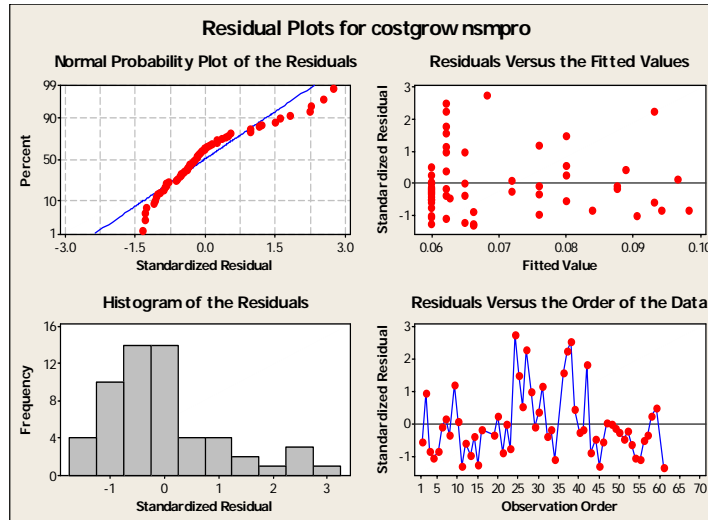 Residual Plots for costgrow nsmpro
Normal Probability Plot of the Residuals
99
90
50
10
1
Percent
-3.0 -1.5 0.0 1.5 3.0
Standardized Residual
Residuals Versus the Fitted Values
3
2
1
0
-1
Standardized Residual
0.06 0.07 0.08 0.09 0.10
Fitted Value
Histogram of the Residuals
16
12
8
4
0
Frequency
-1 0 1 2 3
Standardized Residual
Residuals Versus the Order of the Data
3
2
1
0
-1
Standardized Residual
1 5 10 15 20 25 30 35 40 45 50 55 60 65 70
Observation Order